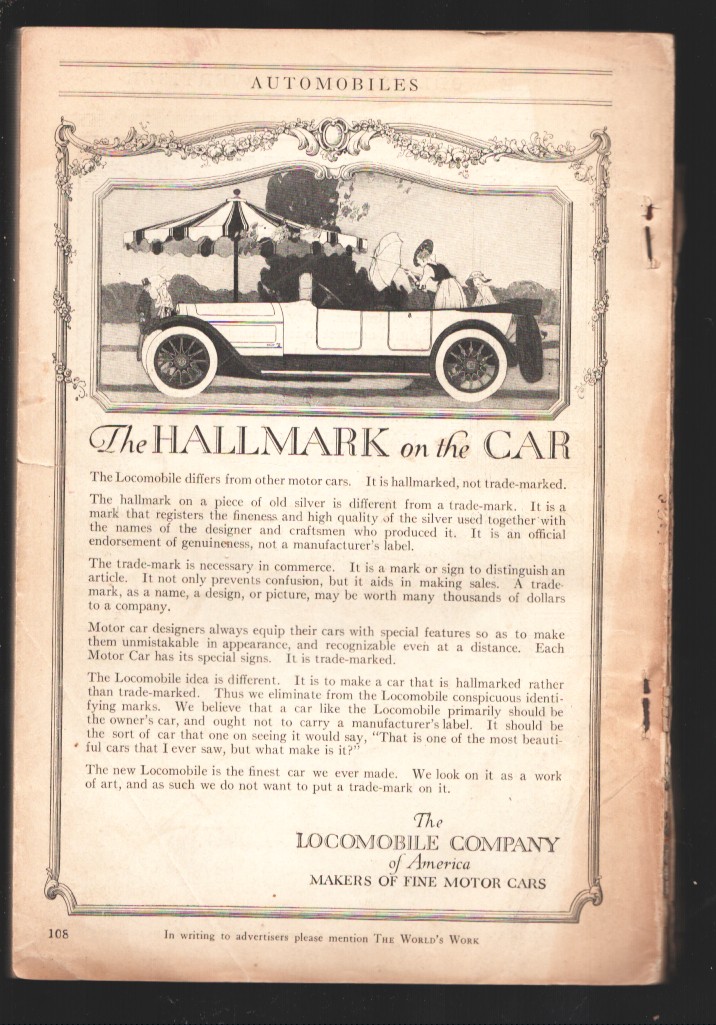 AUTOMOBILES
The HALLMARK on the CAR
The Locomobile differs from other motor cars. It is hallmarked, not trade-marked.
The hallmark on a piece of old silver is different from a trade-mark. It is a
mark that registers the fineness and high quality of the silver used together with
the names of the designer and craftsmen who produced it. It is an official
endorsement of genuineness, not a manufacturer's label.
The trade-mark is necessary in commerce. It is a mark or sign to distinguish an
article. It not only prevents confusion, but it aids in making sales. A trade-
mark, as a name, a design, or picture, may be worth many thousands of dollars
to a company.
Motor car designers always equip their cars with special features so as to make
them unmistakable in appearance, and recognizable even at a distance. Each
Motor Car has its special signs. It is trade-marked.
The Locomobile idea is different. It is to make a car that is hallmarked rather
than trade-marked. Thus we eliminate from the Locomobile conspicuous identi-
fying marks. We believe that a car like the Locomobile primarily should be
the owner's car, and ought not to carry a manufacturer's label. It should be
the sort of car that one on seeing it would say, "That is one of the most beauti-
ful cars that I ever saw, but what make is it?"
The new Locomobile is the finest car we ever made. We look on it as a work
of art, and as such we do not want to put a trade-mark on it.
The
LOCOMOBILE COMPANY
of America
MAKERS OF FINE MOTOR CARS
108 In writing to advertisers please mention THE WORLD'S WORK